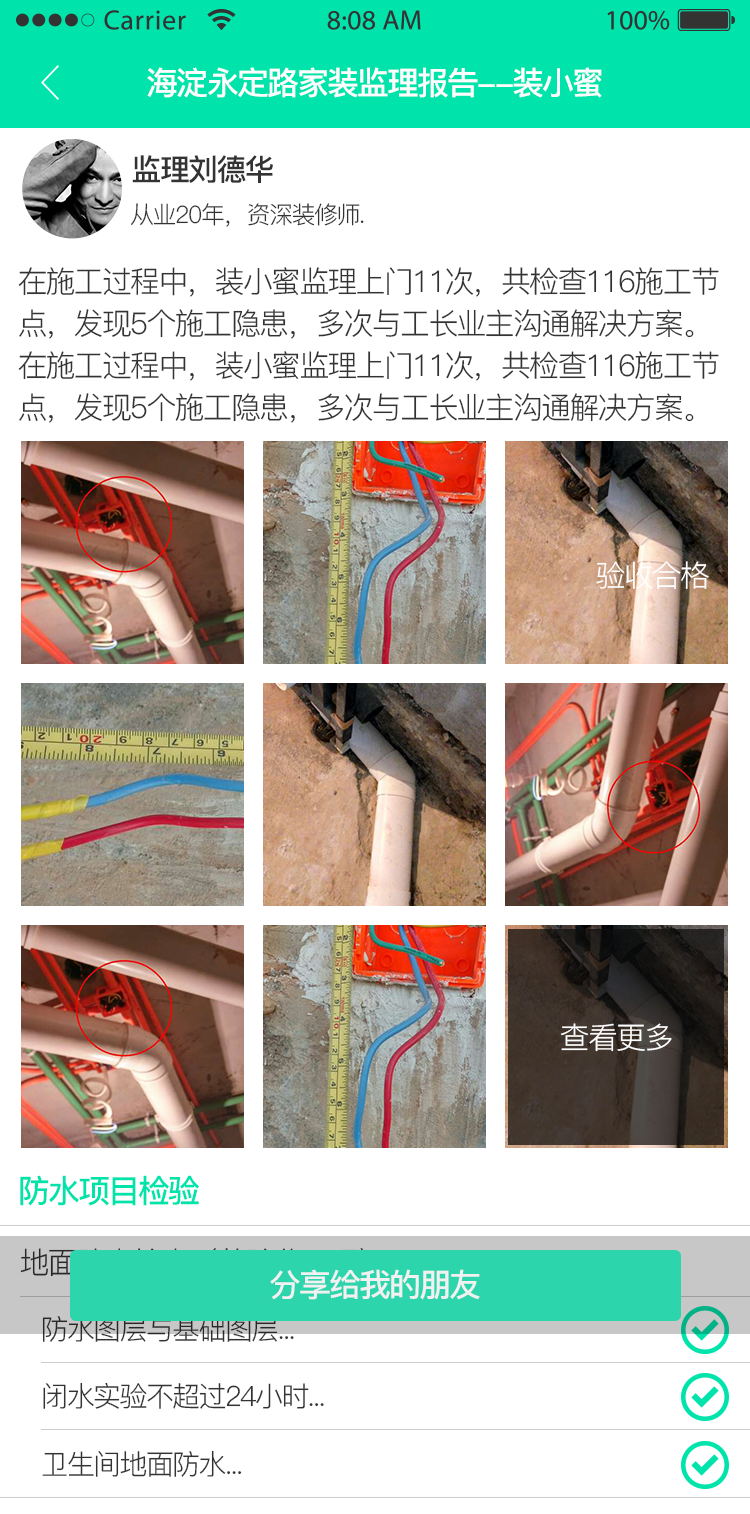 Carrier 8:08 AM 100%
海淀永定路家装监理报告--装小蜜
监理刘德华
从业20年，资深装修师.
在施工过程中，装小蜜监理上门11次，共检查116施工节
点，发现5个施工隐患，多次与工长业主沟通解决方案。
在施工过程中，装小蜜监理上门11次，共检查116施工节
点，发现5个施工隐患，多次与工长业主沟通解决方案。
验收合格
查看更多
防水项目检验
地面
分享给我的朋友
防水图层与基础图层...
闭水实验不超过24小时...
卫生间地面防水...